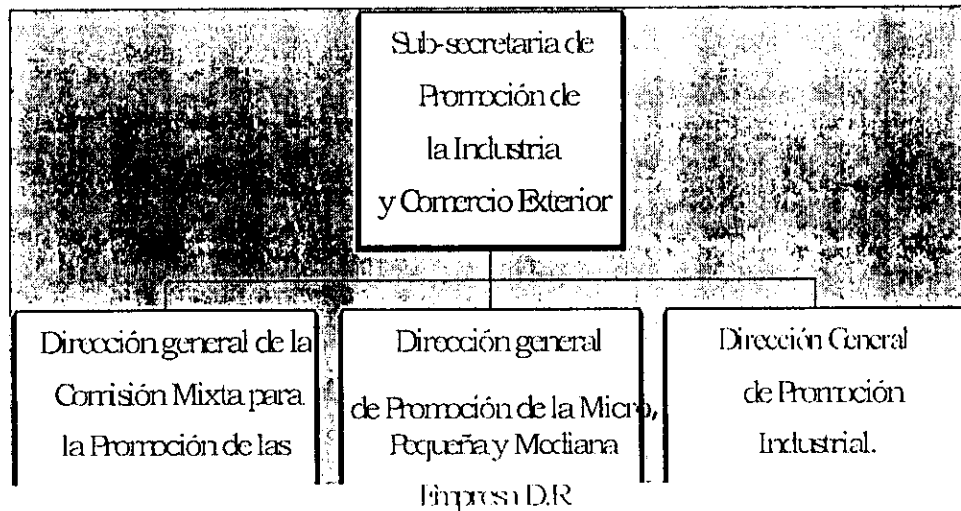 Sub-secretaria de
Promoción de
la Industria
y Comercio Exterior
Dirección general de la
Comisión Mixta para
la Promoción de las
Dirección general
de Promoción de la Micro,
Pequeña y Mediana
Empresa D.R
Dirección General
de Promoción
Industrial.